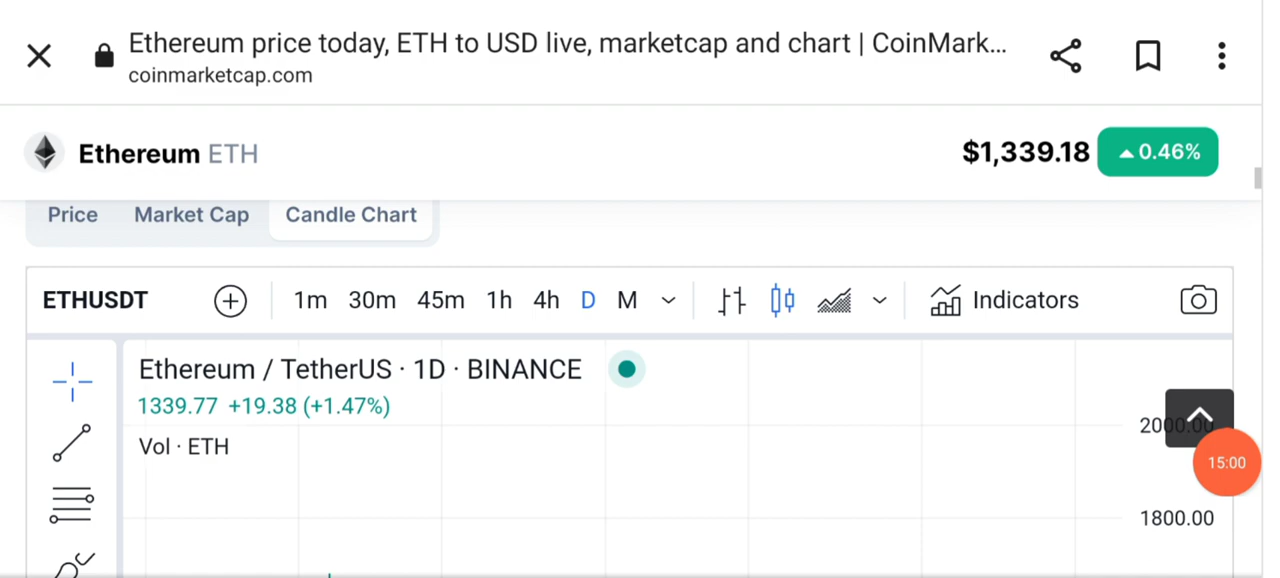 Ethereum price today, ETH to USD live, marketcap and chart | CoinMark...
coinmarketcap.com
Ethereum ETH $1,339.18 0.46%
Price Market Cap Candle Chart
ETHUSDT 1m 30m 45m 1h 4h D M Indicators
Ethereum / TetherUS · 1D · BINANCE
1339.77 +19.38 (+1.47%)
2000.00
Vol · ETH
15:00
1800.00